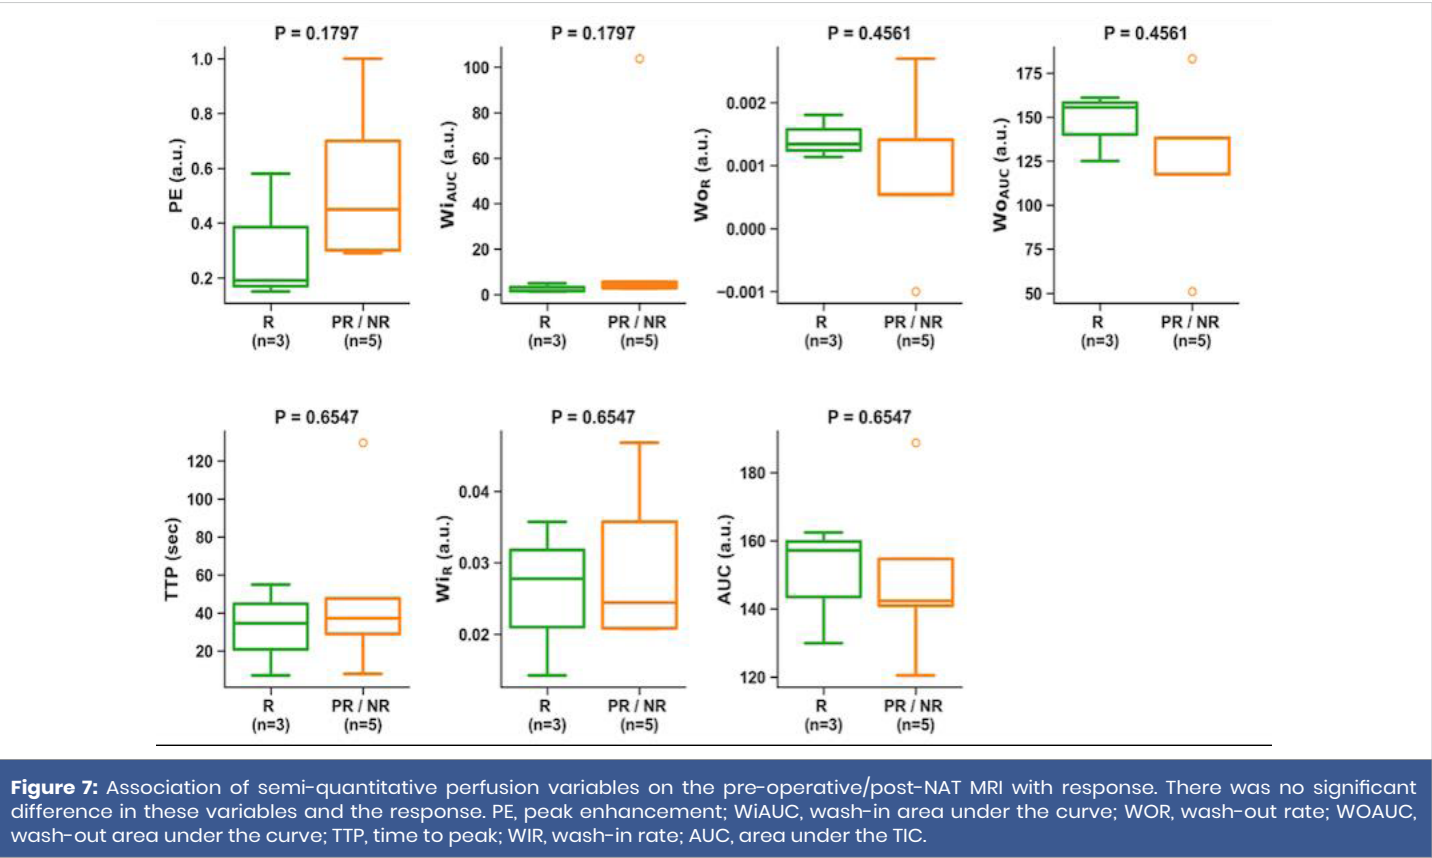 P = 0.1797
P = 0.1797
P = 0.4561
P = 0.4561
PE (a.u.)
1.0
0.8
0.6
0.4
0.2
R
(n=3)
PR / NR
(n=5)
WiAUC (a.u.)
100
80
60
40
20
0
R
(n=3)
PR / NR
(n=5)
WoR (a.u.)
0.002
0.001
0.000
−0.001
R
(n=3)
PR / NR
(n=5)
WoAUC (a.u.)
175
150
125
100
75
50
R
(n=3)
PR / NR
(n=5)
P = 0.6547
P = 0.6547
P = 0.6547
TTP (sec)
120
100
80
60
40
20
R
(n=3)
PR / NR
(n=5)
WiR (a.u.)
0.04
0.03
0.02
R
(n=3)
PR / NR
(n=5)
AUC (a.u.)
180
160
140
120
R
(n=3)
PR / NR
(n=5)
Figure 7: Association of semi-quantitative perfusion variables on the pre-operative/post-NAT MRI with response. There was no significant
difference in these variables and the response. PE, peak enhancement; WiAUC, wash-in area under the curve; WOR, wash-out rate; WOAUC,
wash-out area under the curve; TTP, time to peak; WIR, wash-in rate; AUC, area under the TIC.